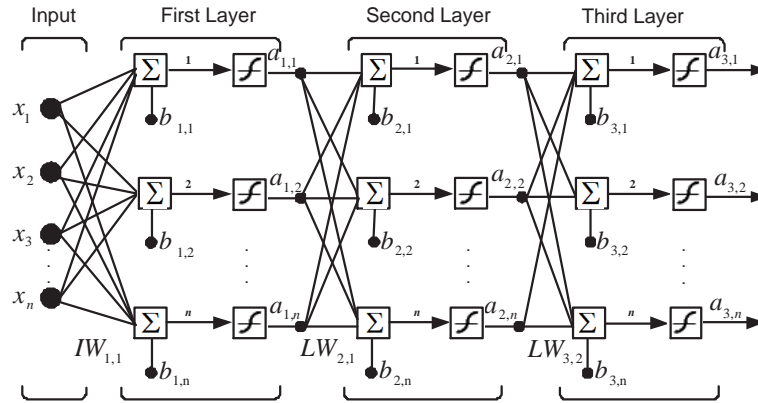 Input First Layer Second Layer Third Layer
Σ 1 a1,1 Σ 1 a2,1 Σ 1 a3,1
x1 b1,1 b2,1 b3,1
x2 Σ 2 a1,2 Σ 2 a2,2 Σ 2 a3,2
x3 b1,2 b2,2 b3,2
xn Σ n a1,n Σ n a2,n Σ n a3,n
IW1,1 LW2,1 LW3,2
b1,n b2,n b3,n